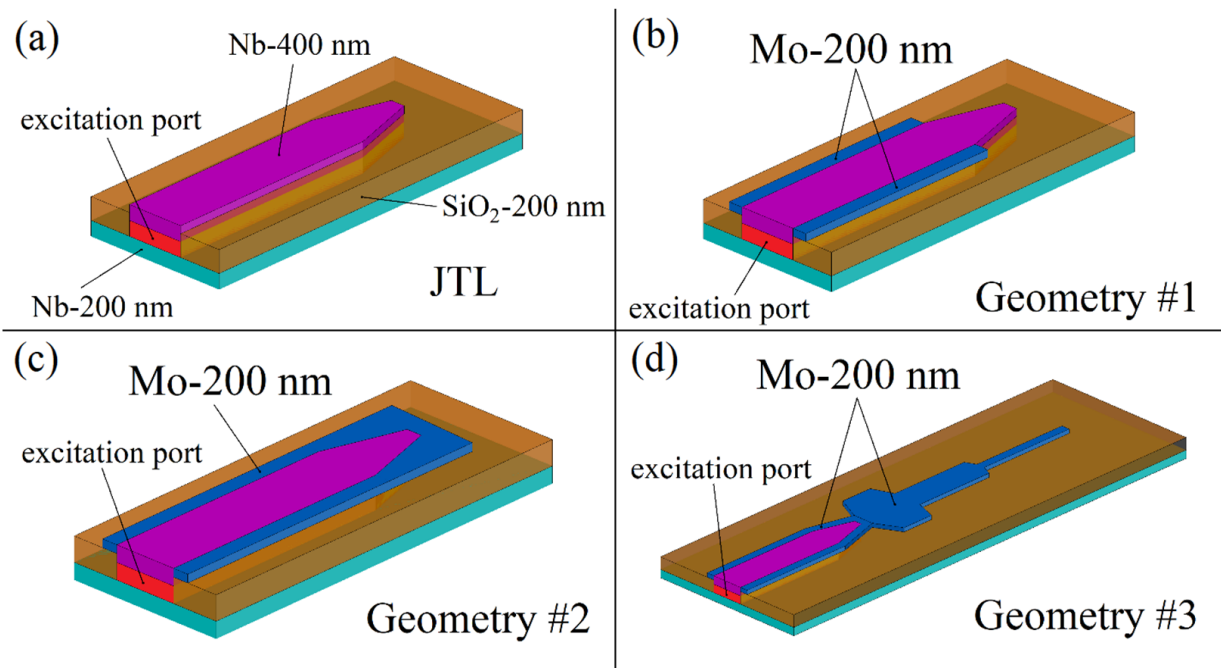 (a)
Nb-400 nm
excitation port
SiO₂-200 nm
Nb-200 nm
JTL
(b)
Mo-200 nm
excitation port
Geometry #1
(c)
Mo-200 nm
excitation port
Geometry #2
(d)
Mo-200 nm
excitation port
Geometry #3